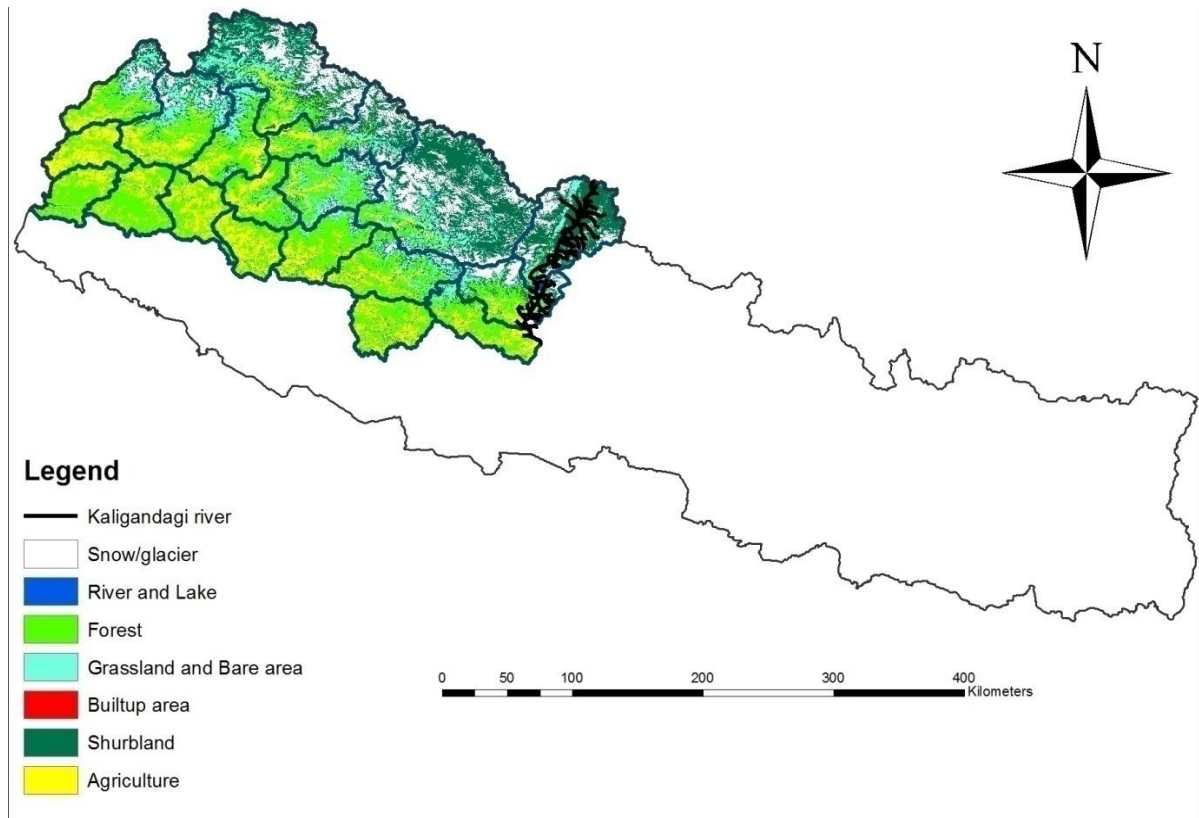 N
Legend
Kaligandagi river
Snow/glacier
River and Lake
Forest
Grassland and Bare area
Builtup area
Shurbland
Agriculture
0 50 100 200 300 400
Kilometers